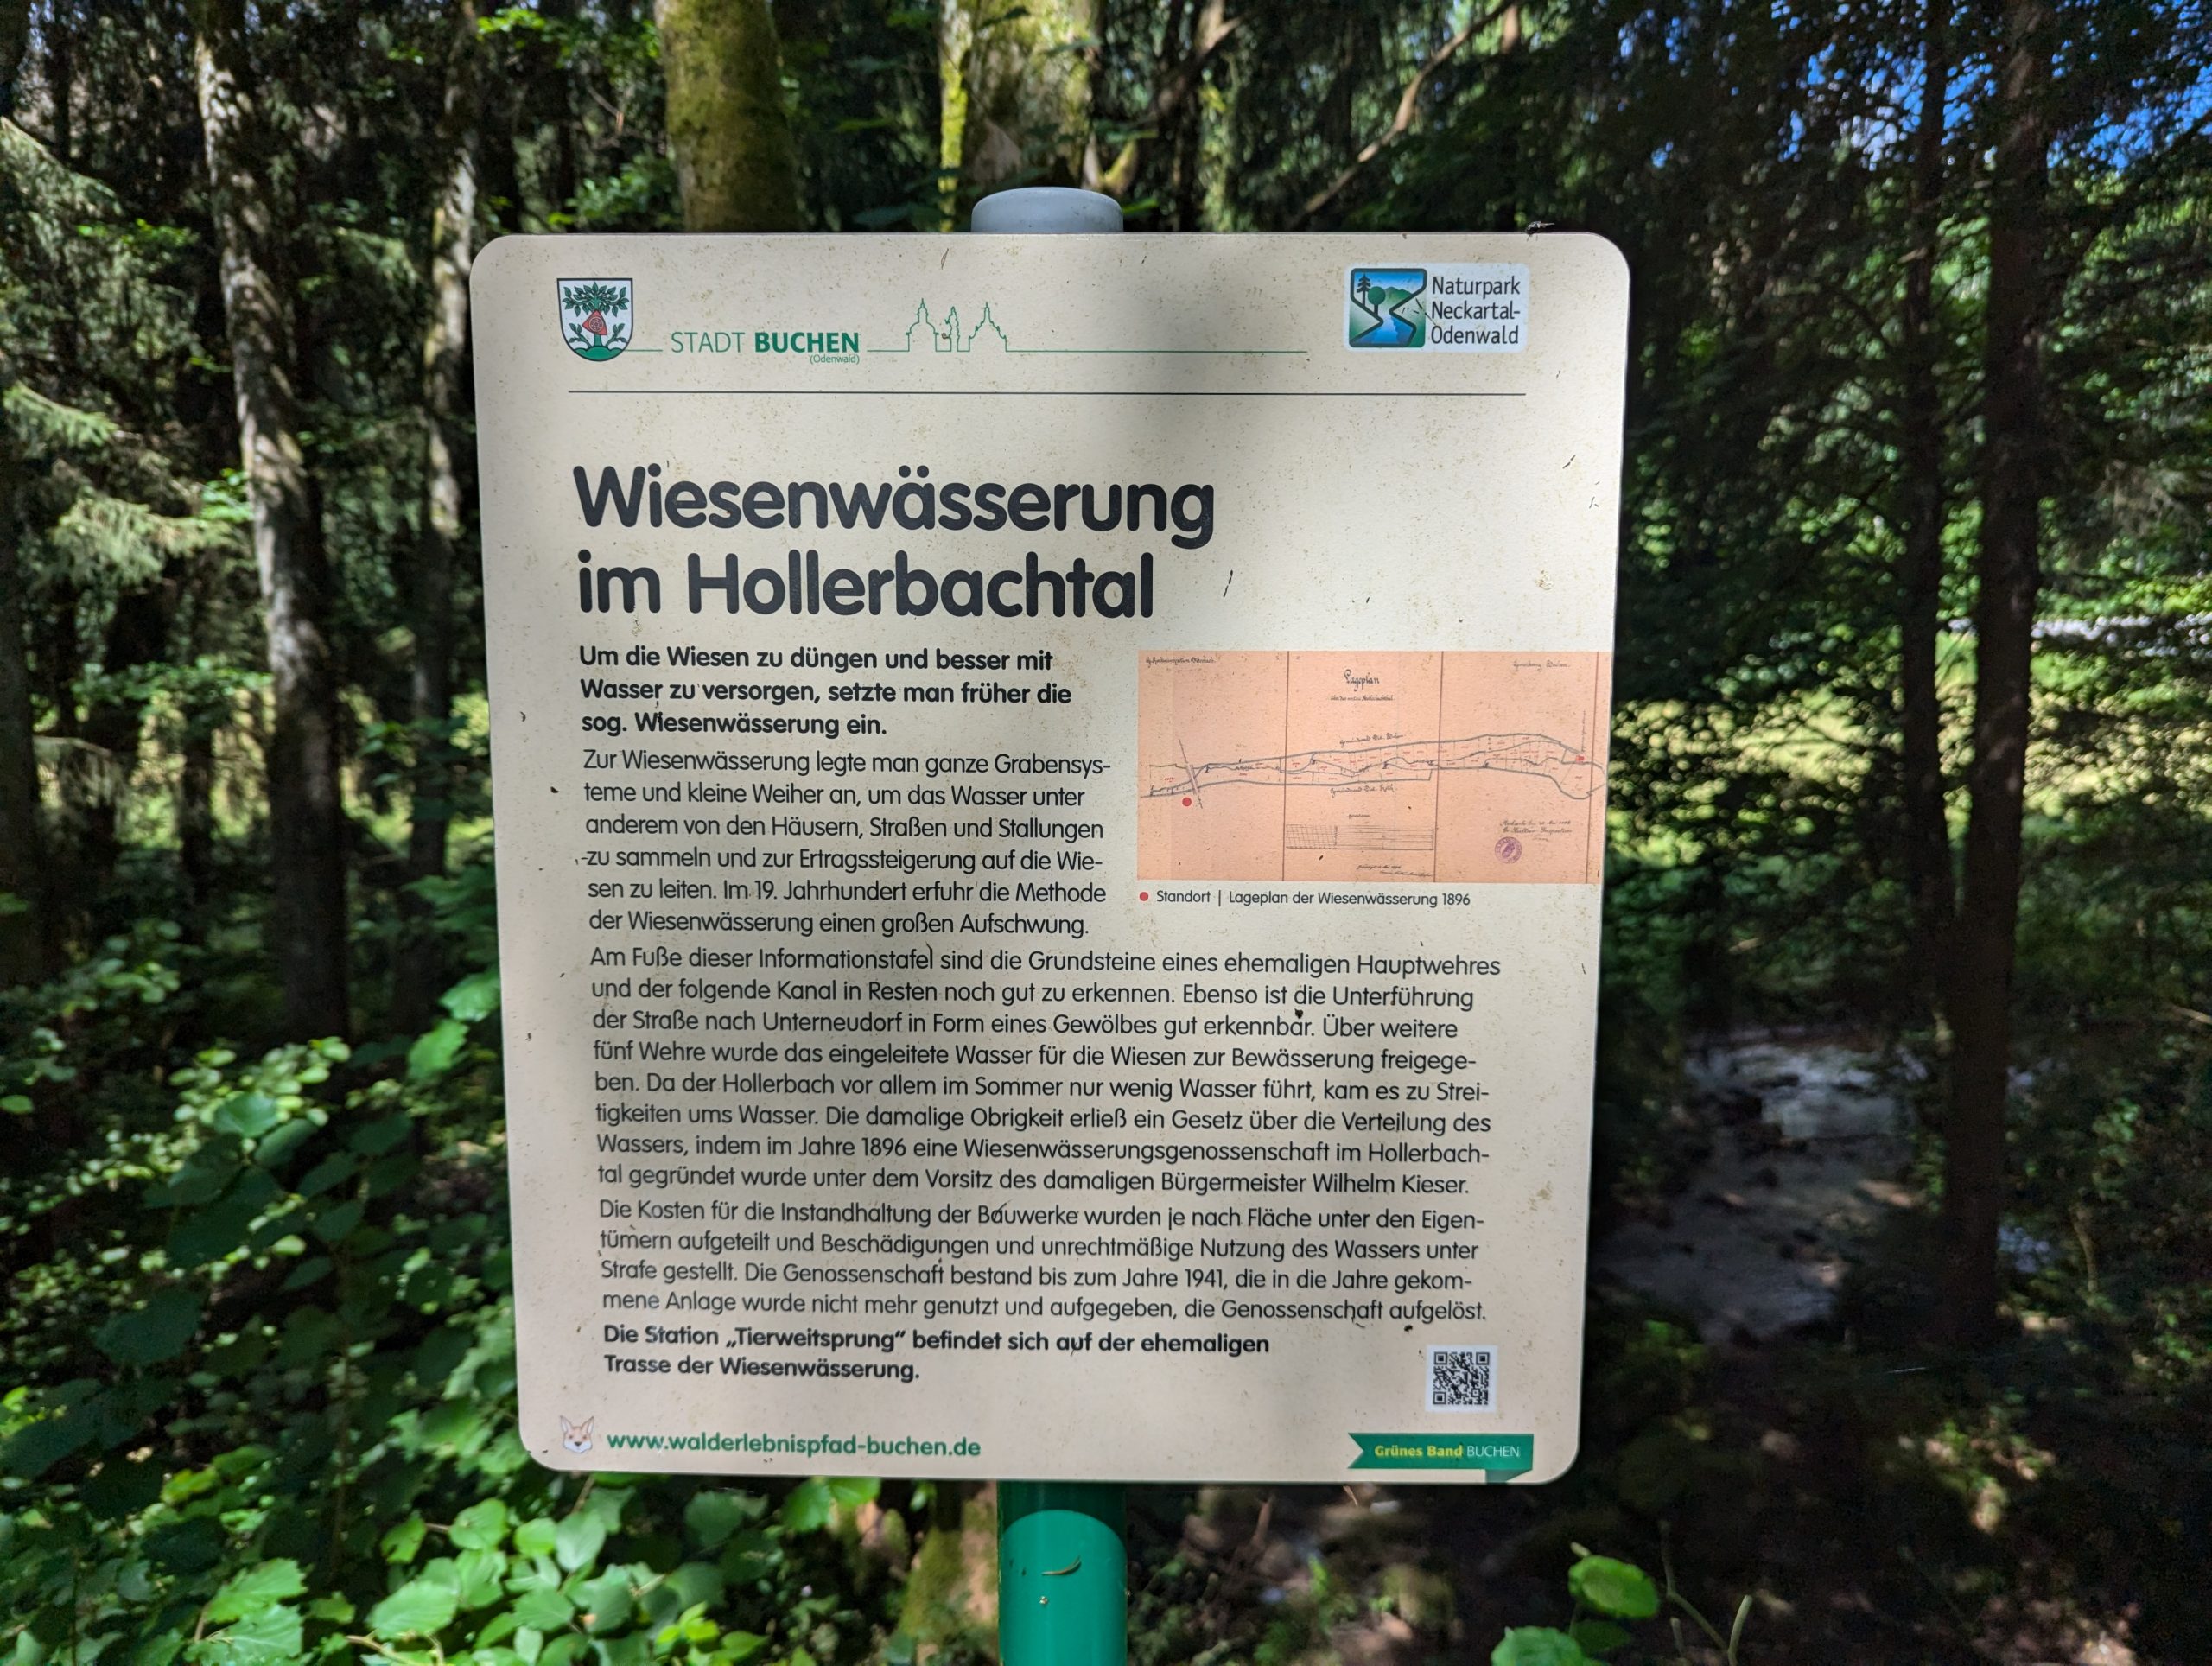 STADT BUCHEN
(Odenwald)
Naturpark
Neckartal-
Odenwald
Wiesenwässerung
im Hollerbachtal
Um die Wiesen zu düngen und besser mit
Wasser zu versorgen, setzte man früher die
sog. Wiesenwässerung ein.
Zur Wiesenwässerung legte man ganze Grabensys-
teme und kleine Weiher an, um das Wasser unter
anderem von den Häusern, Straßen und Stallungen
zu sammeln und zur Ertragssteigerung auf die Wie-
sen zu leiten. Im 19. Jahrhundert erfuhr die Methode
der Wiesenwässerung einen großen Aufschwung.
Lageplan
● Standort | Lageplan der Wiesenwässerung 1896
Am Fuße dieser Informationstafel sind die Grundsteine eines ehemaligen Hauptwehres
und der folgende Kanal in Resten noch gut zu erkennen. Ebenso ist die Unterführung
der Straße nach Unterneudorf in Form eines Gewölbes gut erkennbar. Über weitere
fünf Wehre wurde das eingeleitete Wasser für die Wiesen zur Bewässerung freigege-
ben. Da der Hollerbach vor allem im Sommer nur wenig Wasser führt, kam es zu Strei-
tigkeiten ums Wasser. Die damalige Obrigkeit erließ ein Gesetz über die Verteilung des
Wassers, indem im Jahre 1896 eine Wiesenwässerungsgenossenschaft im Hollerbach-
tal gegründet wurde unter dem Vorsitz des damaligen Bürgermeister Wilhelm Kieser.
Die Kosten für die Instandhaltung der Bauwerke wurden je nach Fläche unter den Eigen-
tümern aufgeteilt und Beschädigungen und unrechtmäßige Nutzung des Wassers unter
Strafe gestellt. Die Genossenschaft bestand bis zum Jahre 1941, die in die Jahre gekom-
mene Anlage wurde nicht mehr genutzt und aufgegeben, die Genossenschaft aufgelöst.
Die Station „Tierweitsprung“ befindet sich auf der ehemaligen
Trasse der Wiesenwässerung.
www.walderlebnispfad-buchen.de
Grünes Band BUCHEN